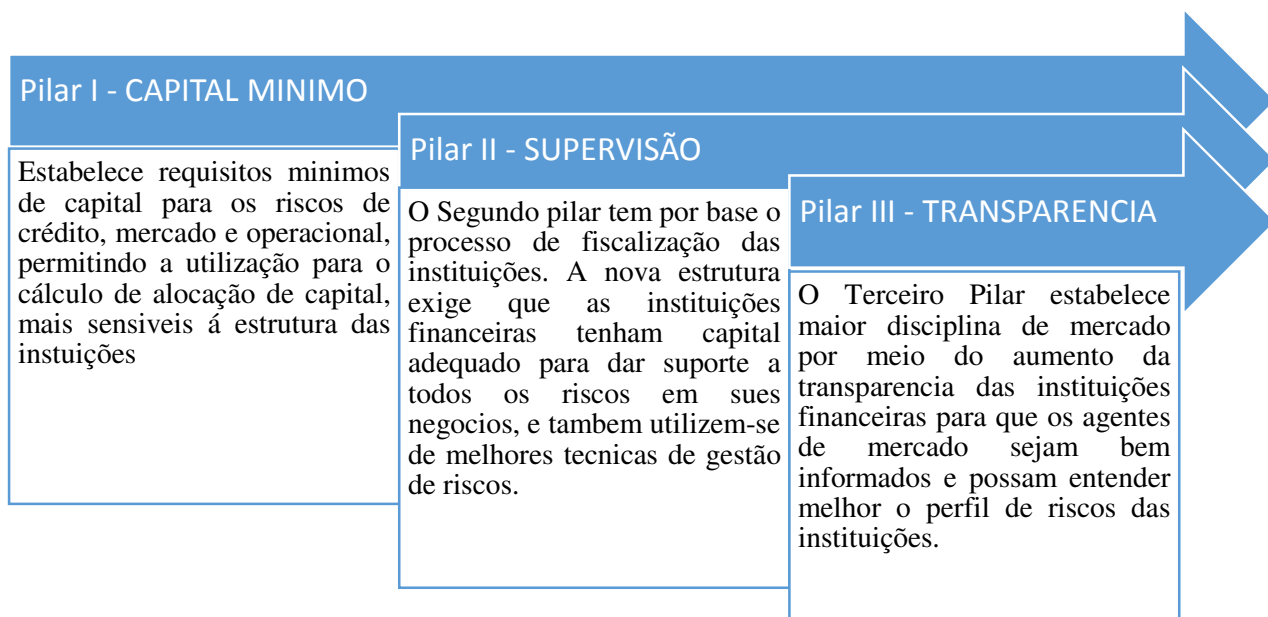 Pilar I - CAPITAL MINIMO
Estabelece requisitos minimos
de capital para os riscos de
crédito, mercado e operacional,
permitindo a utilização para o
cálculo de alocação de capital,
mais sensiveis á estrutura das
instuições
Pilar II - SUPERVISÃO
O Segundo pilar tem por base o
processo de fiscalização das
instituições. A nova estrutura
exige que as instituições
financeiras tenham capital
adequado para dar suporte a
todos os riscos em sues
negocios, e tambem utilizem-se
de melhores tecnicas de gestão
de riscos.
Pilar III - TRANSPARENCIA
O Terceiro Pilar estabelece
maior disciplina de mercado
por meio do aumento da
transparencia das instituições
financeiras para que os agentes
de mercado sejam bem
informados e possam entender
melhor o perfil de riscos das
instituições.